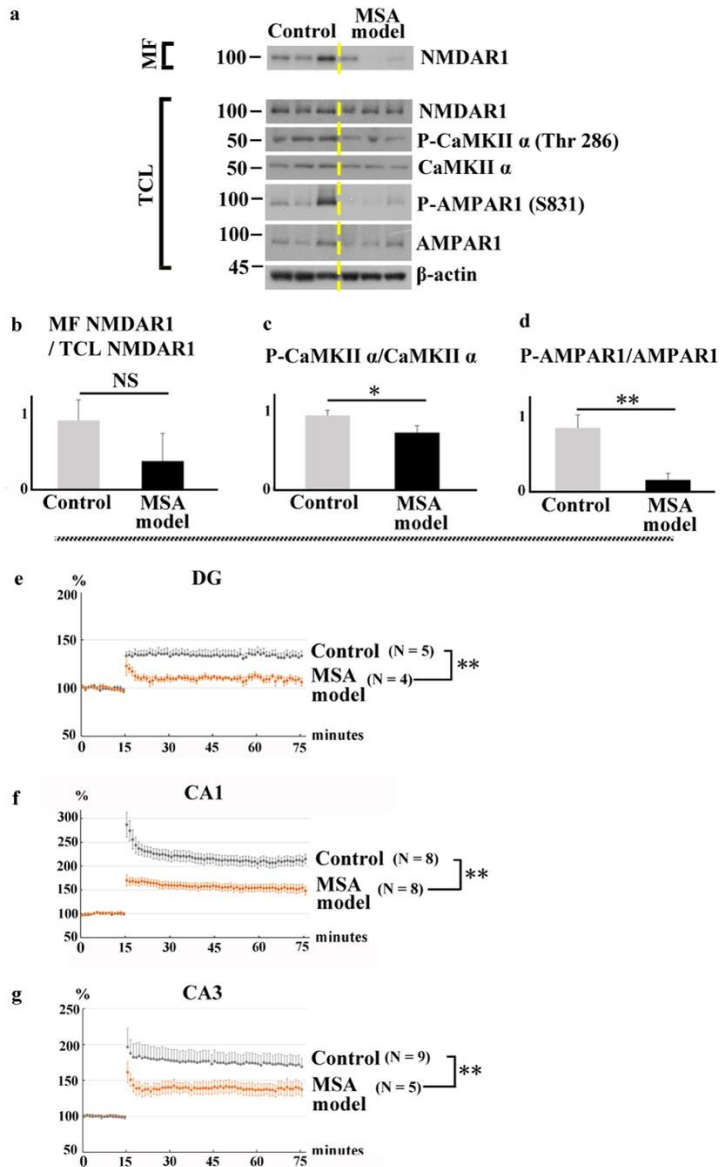 a
Control
MSA
model
MF
100
NMDAR1
TCL
100
NMDAR1
50
P-CaMKII α (Thr 286)
50
CaMKII α
100
P-AMPAR1 (S831)
100
AMPAR1
45
β-actin
b
MF NMDAR1
/ TCL NMDAR1
NS
1
0
Control
MSA
model
c
P-CaMKII α/CaMKII α
*
1
0
Control
MSA
model
d
P-AMPAR1/AMPAR1
**
1
0
Control
MSA
model
e
DG
%
200
150
100
50
0 15 30 45 60 75 minutes
Control (N = 5)
MSA (N = 4)
model
**
f
CA1
%
300
250
200
150
100
50
0 15 30 45 60 75 minutes
Control (N = 8)
MSA (N = 8)
model
**
g
CA3
%
250
200
150
100
50
0 15 30 45 60 75 minutes
Control (N = 9)
MSA (N = 5)
model
**